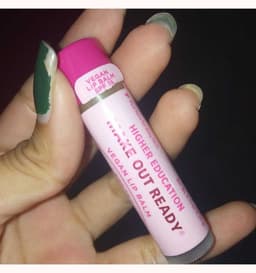 VEGAN
LIP BALM
SPF 15
HIGHER EDUCATION
MAKE OUT READY®
VEGAN LIP BALM